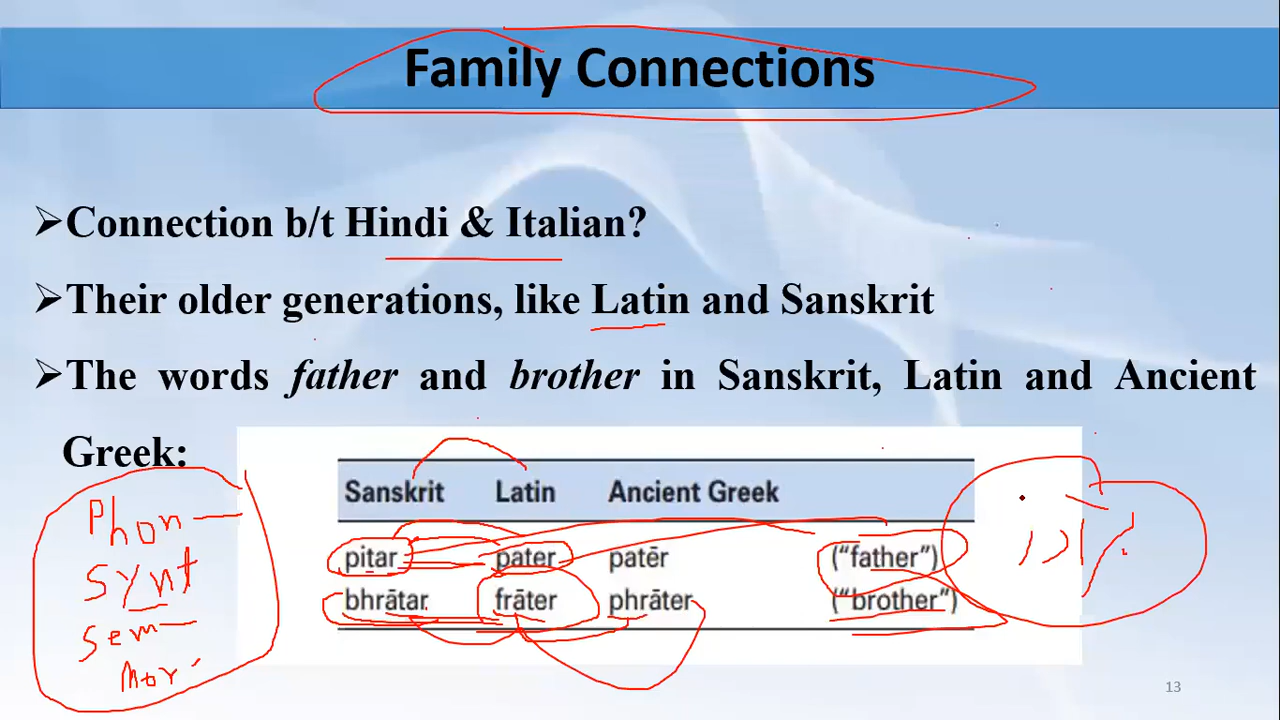 Family Connections
➢Connection b/t Hindi & Italian?
➢Their older generations, like Latin and Sanskrit
➢The words father and brother in Sanskrit, Latin and Ancient
Greek:
Sanskrit Latin Ancient Greek
pitar pater patēr ("father")
bhrātar frāter phrāter ("brother")
Phon
Synt
Sem
Mor
13